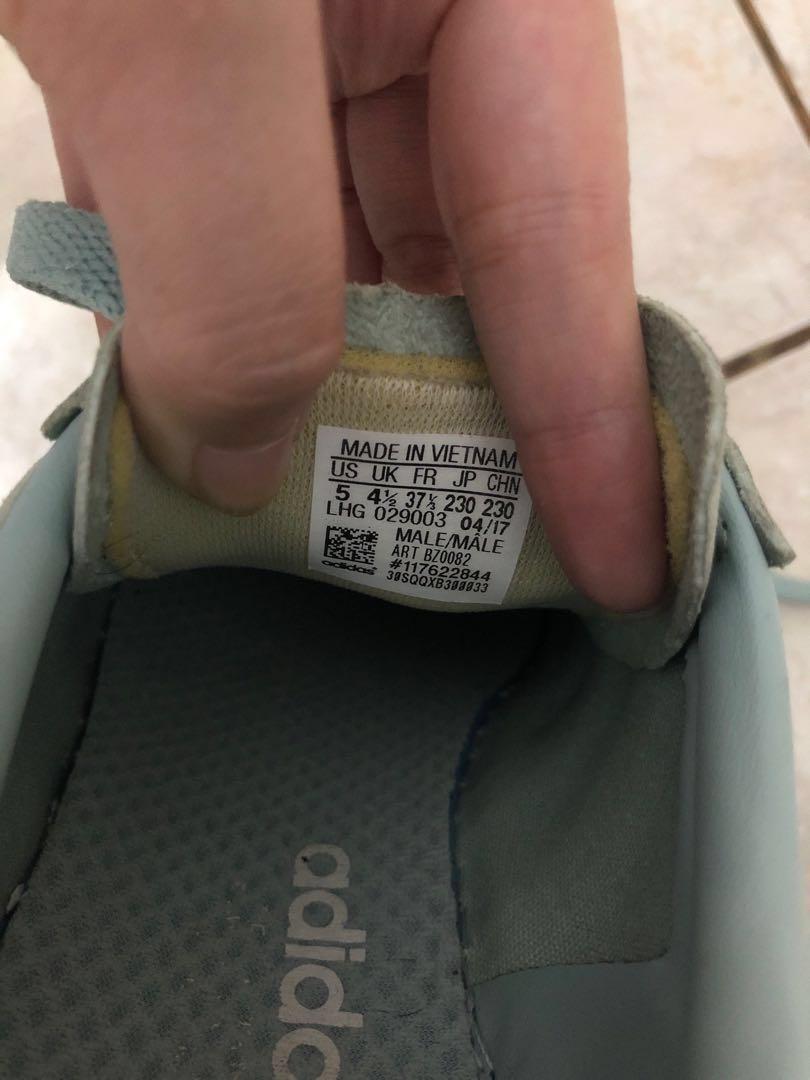 MADE IN VIETNAM
US UK FR JP CHN
5 4½ 37⅓ 230 230
LHG 029003 04/17
MALE/MÂLE
ART BZ0082
adidas #117622844
30SQQXB300033
adidas